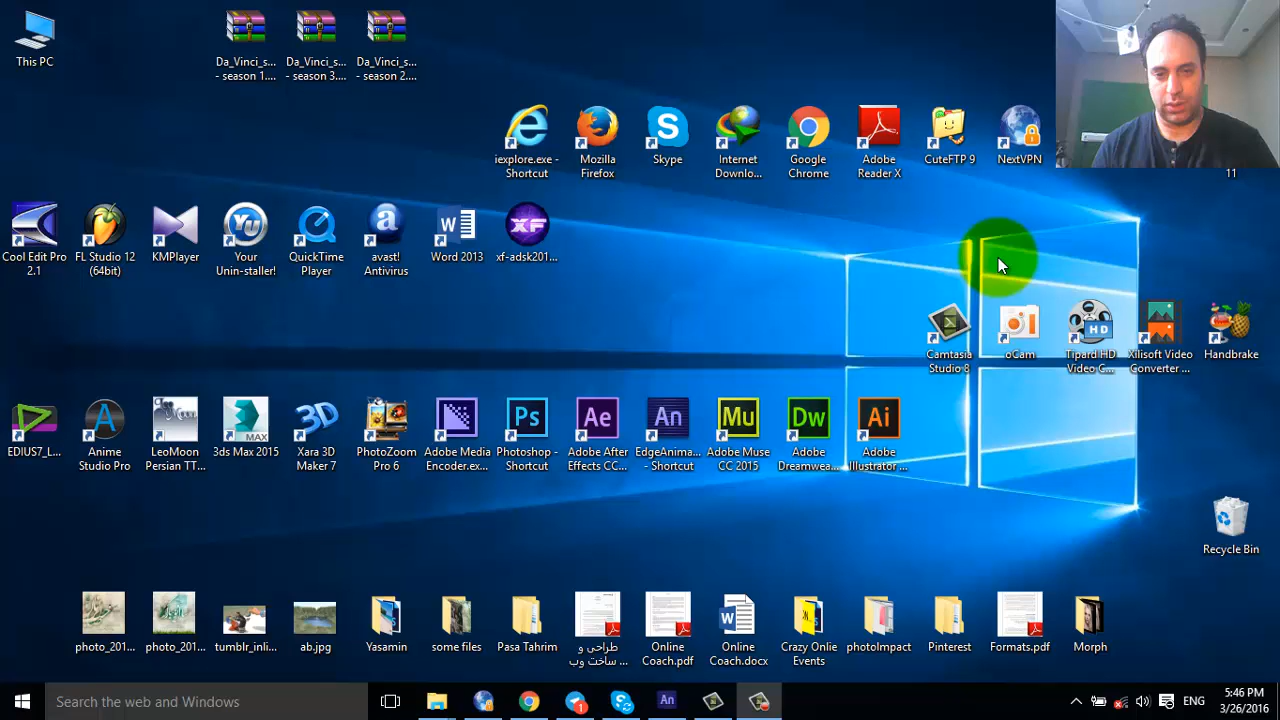 This PC
Da_Vinci_s...
- season 1....
Da_Vinci_s...
- season 3....
Da_Vinci_s...
- season 2....
iexplore.exe -
Shortcut
Mozilla
Firefox
Skype
Internet
Downlo...
Google
Chrome
Adobe
Reader X
CuteFTP 9
NextVPN
11
Cool Edit Pro
2.1
FL Studio 12
(64bit)
KMPlayer
Your
Unin-staller!
QuickTime
Player
avast!
Antivirus
Word 2013
xf-adsk201...
Camtasia
Studio 8
oCam
Tipard HD
Video C...
Xilisoft Video
Converter ...
Handbrake
EDIUS7_L...
Anime
Studio Pro
LeoMoon
Persian TT...
3ds Max 2015
Xara 3D
Maker 7
PhotoZoom
Pro 6
Adobe Media
Encoder.ex...
Photoshop -
Shortcut
Adobe After
Effects CC...
EdgeAnima...
- Shortcut
Adobe Muse
CC 2015
Adobe
Dreamwea...
Adobe
Illustrator ...
Recycle Bin
photo_201...
photo_201...
tumblr_inli...
ab.jpg
Yasamin
some files
Pasa Tahrim
طراحی و
ساخت وب ...
Online
Coach.pdf
Online
Coach.docx
Crazy Onlie
Events
photoImpact
Pinterest
Formats.pdf
Morph
Search the web and Windows
ENG
5:46 PM
3/26/2016